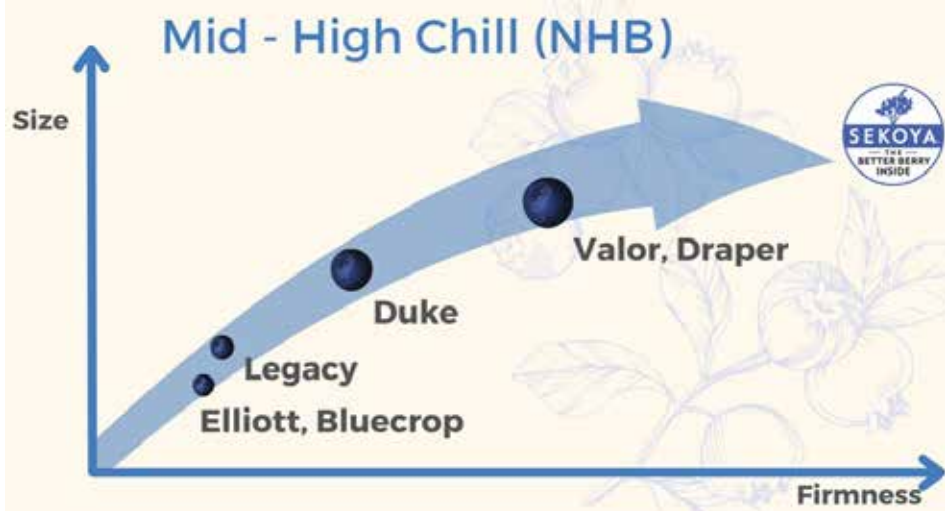 Mid - High Chill (NHB)
Size
SEKOYA
THE
BETTER BERRY
INSIDE
Valor, Draper
Duke
Legacy
Elliott, Bluecrop
Firmness